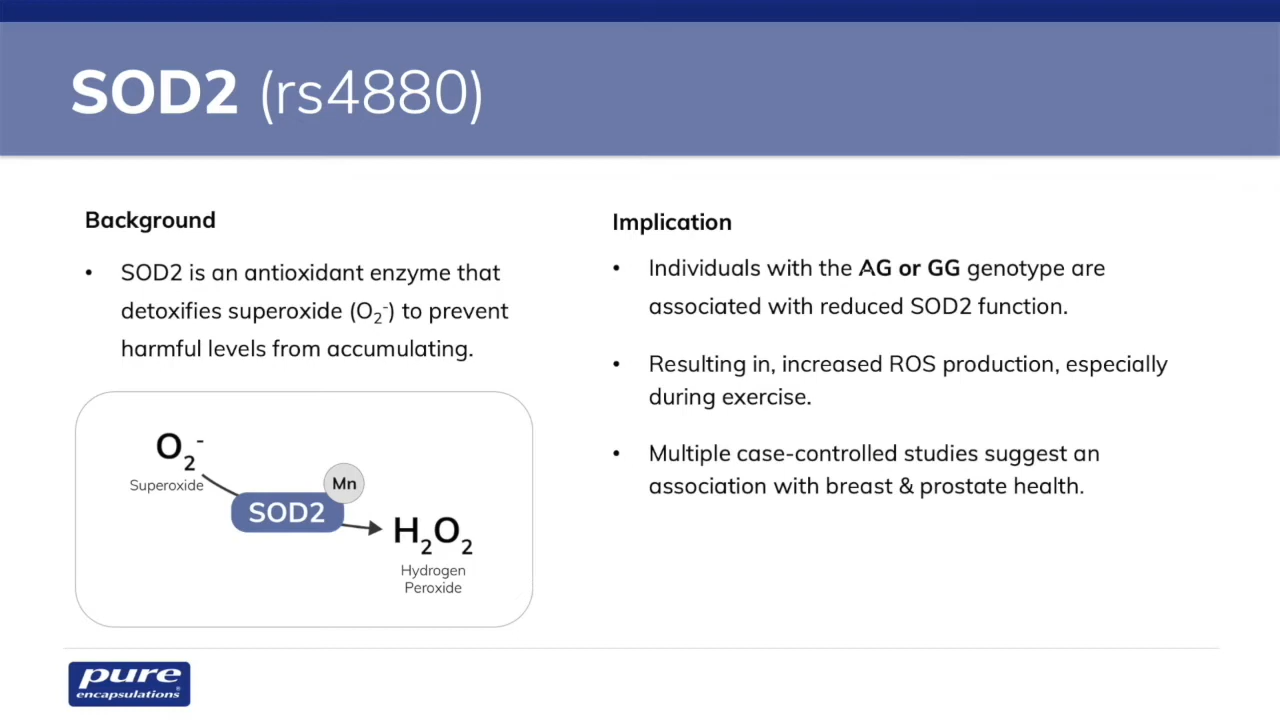 SOD2 (rs4880)
Background
• SOD2 is an antioxidant enzyme that
detoxifies superoxide (O₂⁻) to prevent
harmful levels from accumulating.
O₂⁻
Superoxide
Mn
SOD2
H₂O₂
Hydrogen
Peroxide
Implication
• Individuals with the AG or GG genotype are
associated with reduced SOD2 function.
• Resulting in, increased ROS production, especially
during exercise.
• Multiple case-controlled studies suggest an
association with breast & prostate health.
pure
encapsulations®